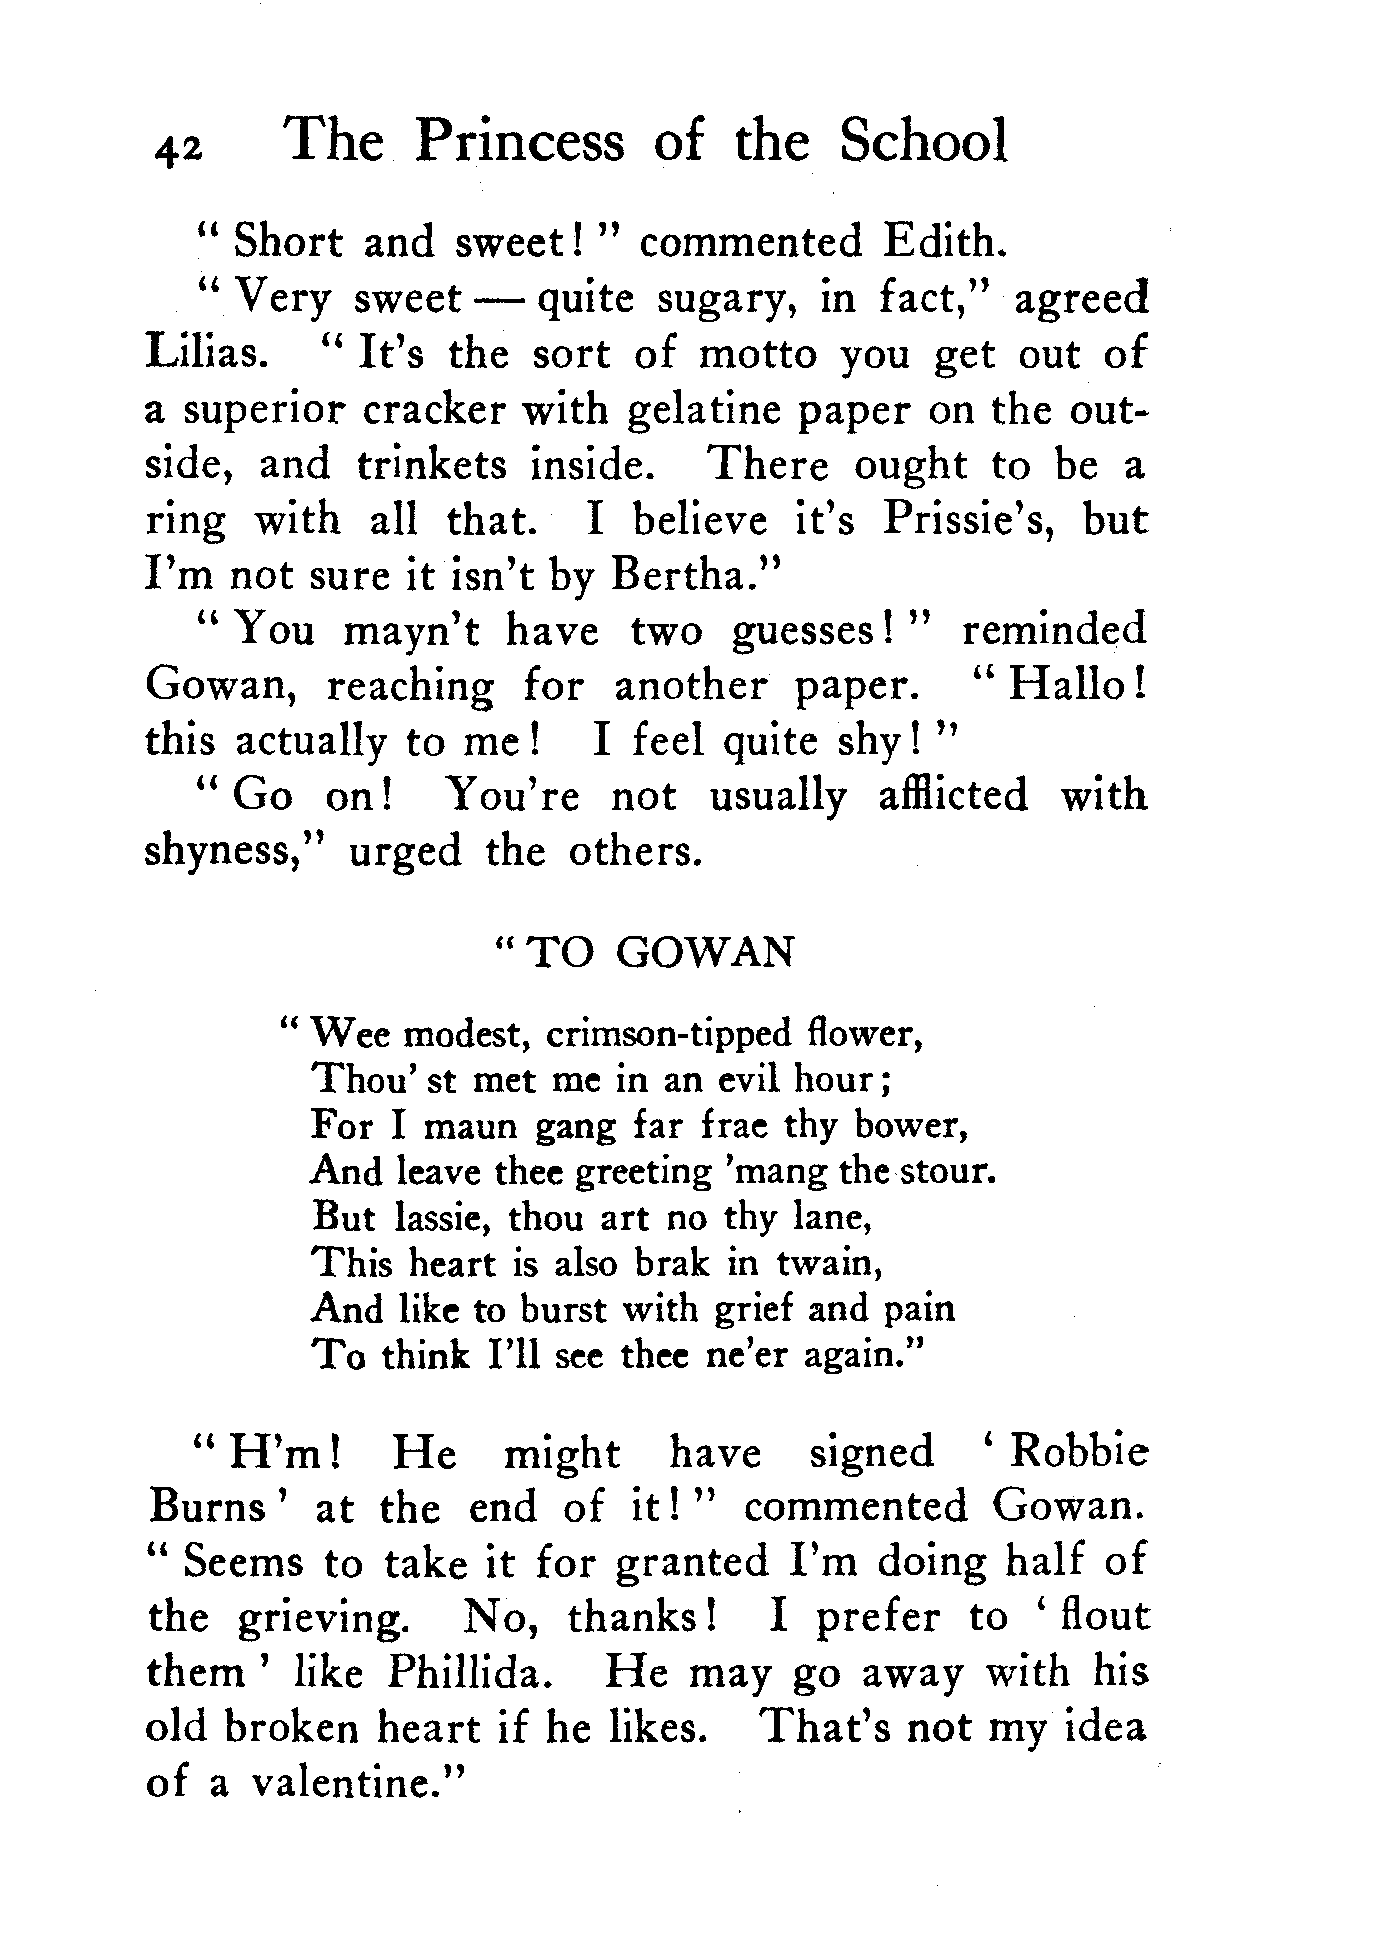 42 The Princess of the School
“ Short and sweet! ” commented Edith.
“ Very sweet — quite sugary, in fact,” agreed
Lilias. “ It’s the sort of motto you get out of
a superior cracker with gelatine paper on the out-
side, and trinkets inside. There ought to be a
ring with all that. I believe it’s Prissie’s, but
I’m not sure it isn’t by Bertha.”
“ You mayn’t have two guesses! ” reminded
Gowan, reaching for another paper. “ Hallo!
this actually to me! I feel quite shy! ”
“ Go on! You’re not usually afflicted with
shyness,” urged the others.
“ TO GOWAN
“ Wee modest, crimson-tipped flower,
Thou’ st met me in an evil hour;
For I maun gang far frae thy bower,
And leave thee greeting ’mang the stour.
But lassie, thou art no thy lane,
This heart is also brak in twain,
And like to burst with grief and pain
To think I’ll see thee ne’er again.”
“ H’m! He might have signed ‘ Robbie
Burns ’ at the end of it! ” commented Gowan.
“ Seems to take it for granted I’m doing half of
the grieving. No, thanks! I prefer to ‘ flout
them ’ like Phillida. He may go away with his
old broken heart if he likes. That’s not my idea
of a valentine.”